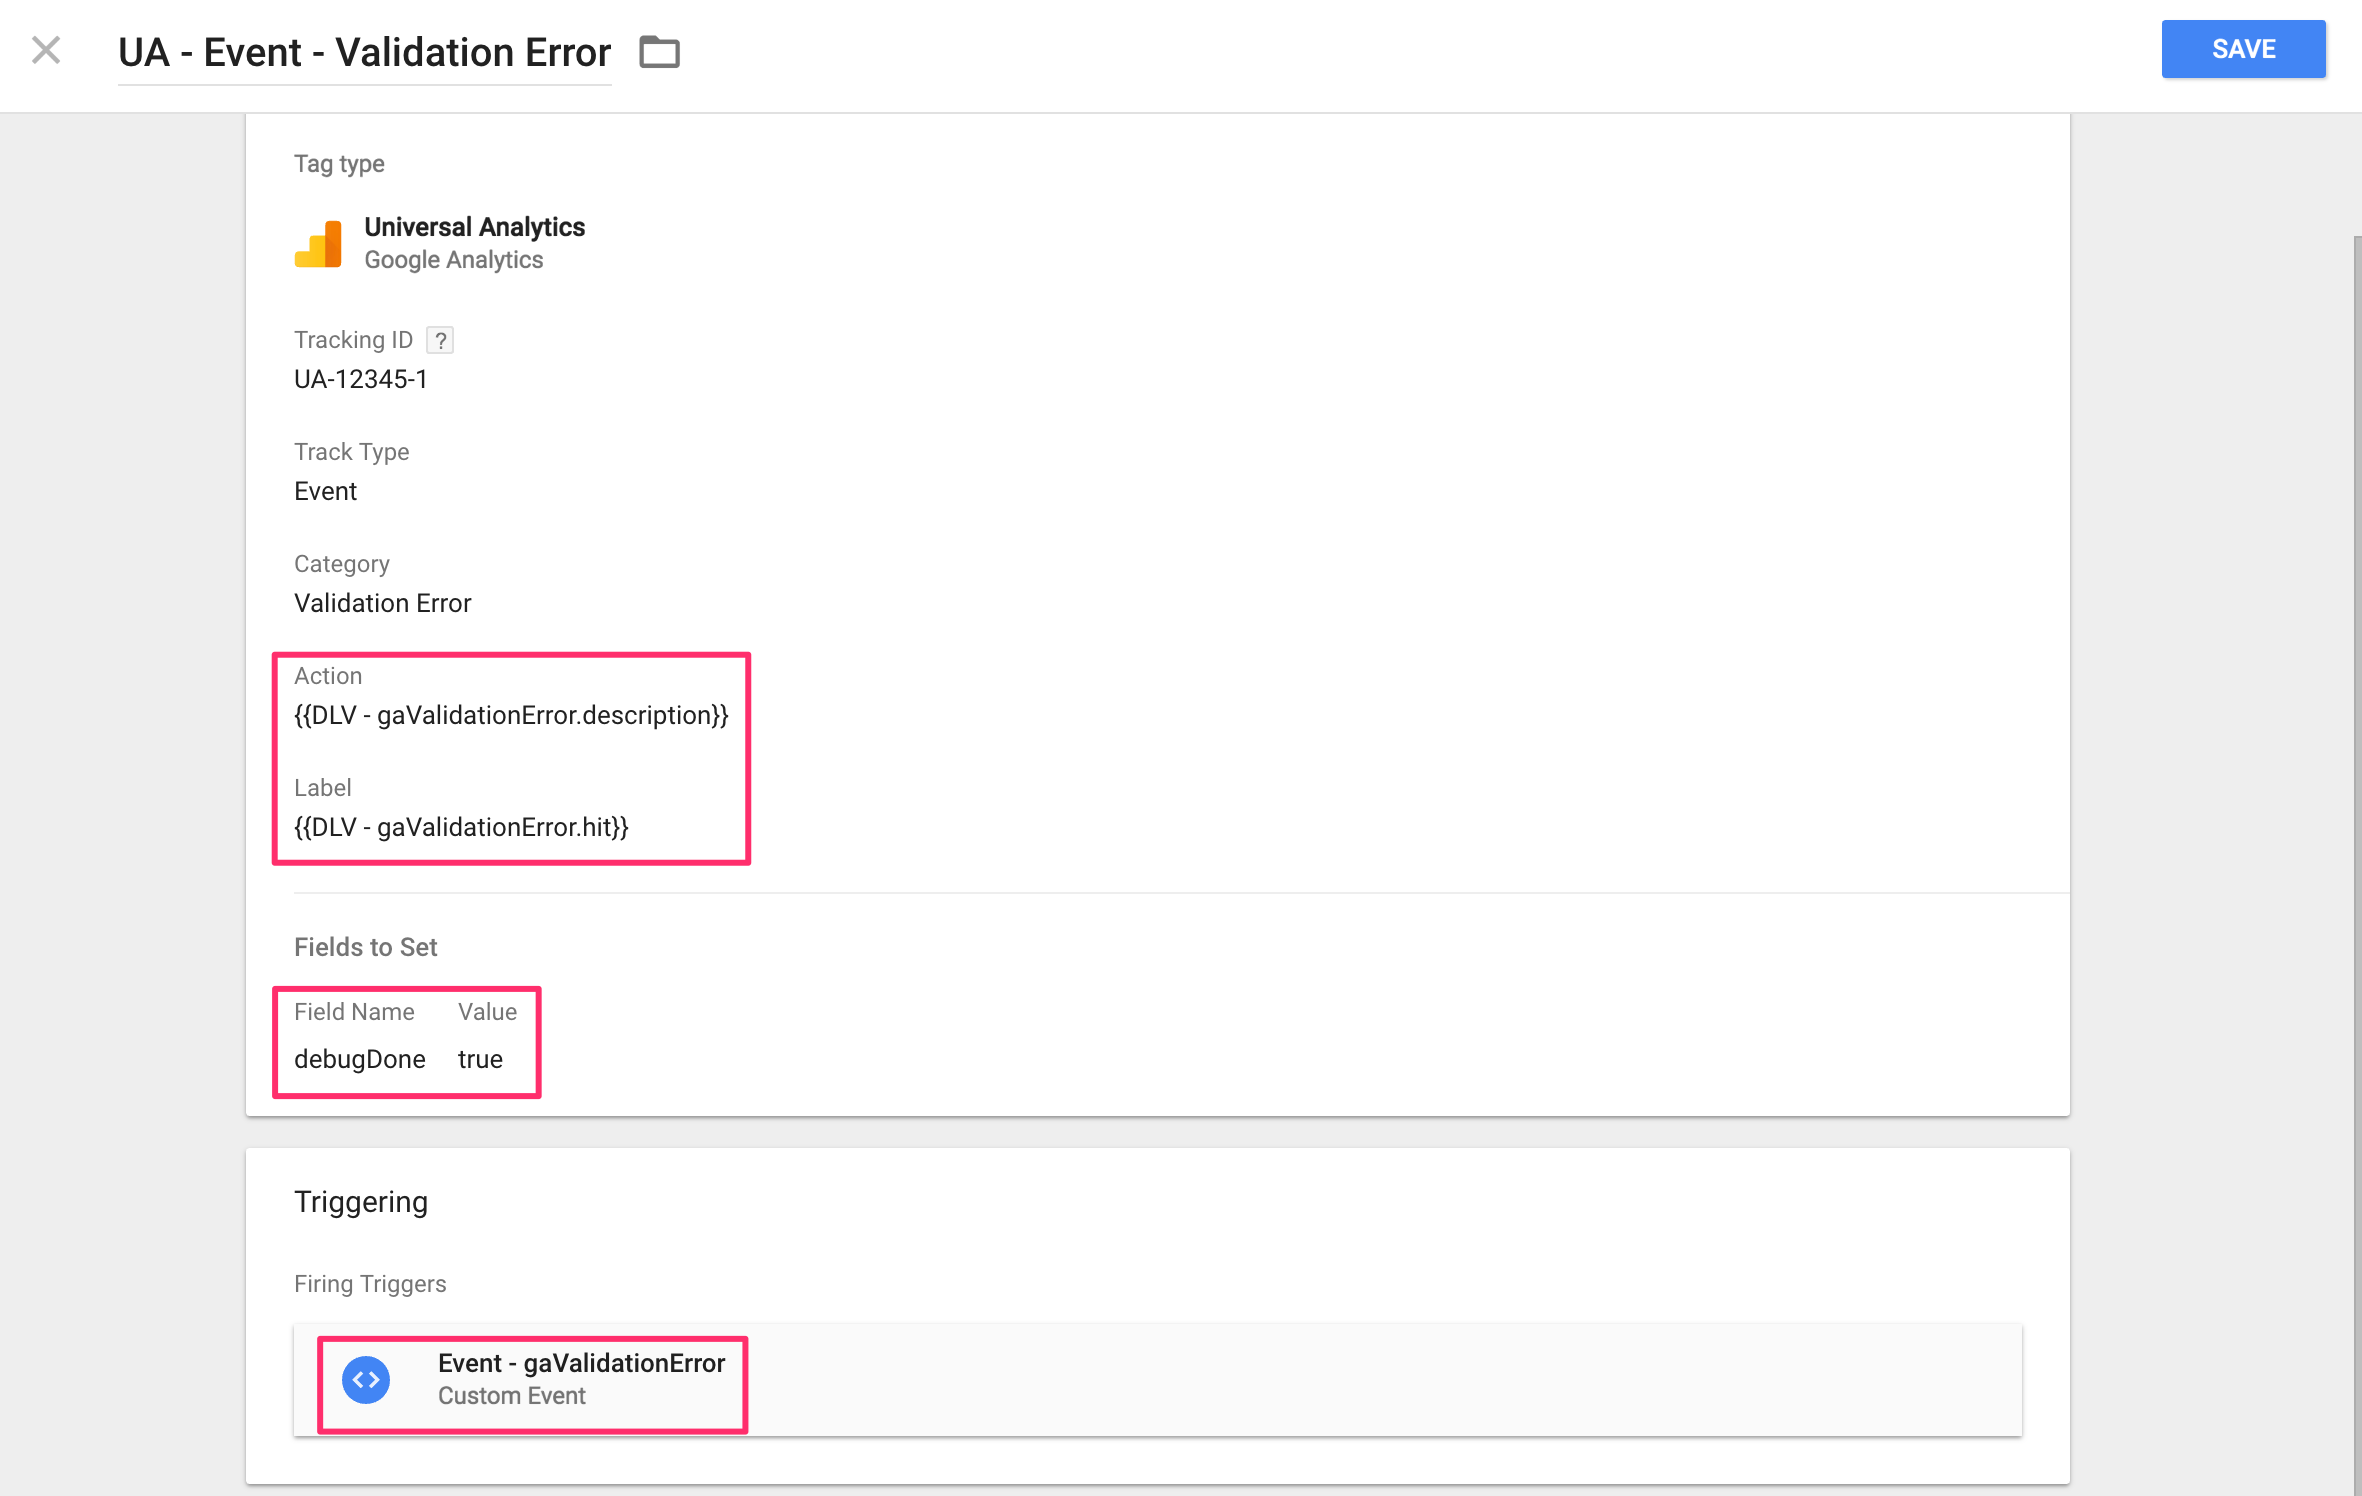 UA - Event - Validation Error
SAVE
Tag type
Universal Analytics
Google Analytics
Tracking ID ?
UA-12345-1
Track Type
Event
Category
Validation Error
Action
{{DLV - gaValidationError.description}}
Label
{{DLV - gaValidationError.hit}}
Fields to Set
Field Name Value
debugDone true
Triggering
Firing Triggers
Event - gaValidationError
Custom Event